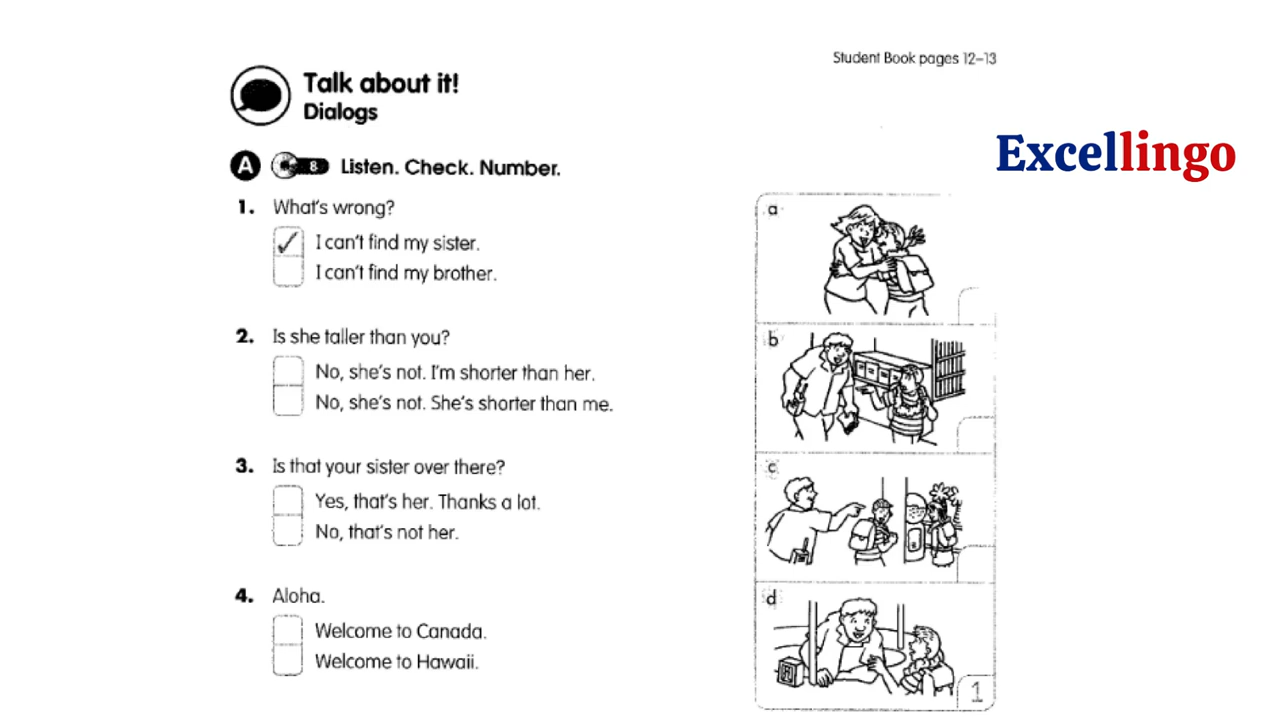 Student Book pages 12–13
Talk about it!
Dialogs
Excellingo
A 8 Listen. Check. Number.
1. What's wrong?
I can't find my sister.
I can't find my brother.
2. Is she taller than you?
No, she's not. I'm shorter than her.
No, she's not. She's shorter than me.
3. Is that your sister over there?
Yes, that's her. Thanks a lot.
No, that's not her.
4. Aloha.
Welcome to Canada.
Welcome to Hawaii.
a
b
c
d
1